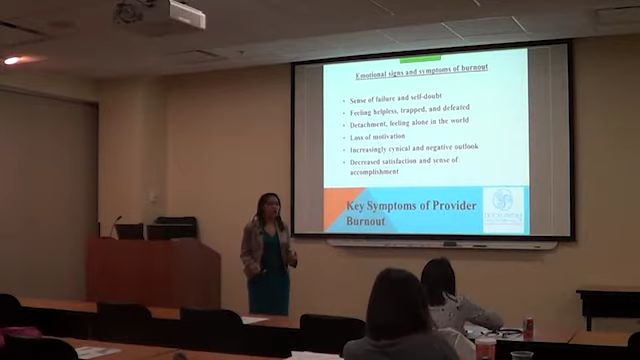 Emotional signs and symptoms of burnout
• Sense of failure and self-doubt
• Feeling helpless, trapped, and defeated
• Detachment, feeling alone in the world
• Loss of motivation
• Increasingly cynical and negative outlook
• Decreased satisfaction and sense of
accomplishment
Key Symptoms of Provider
Burnout